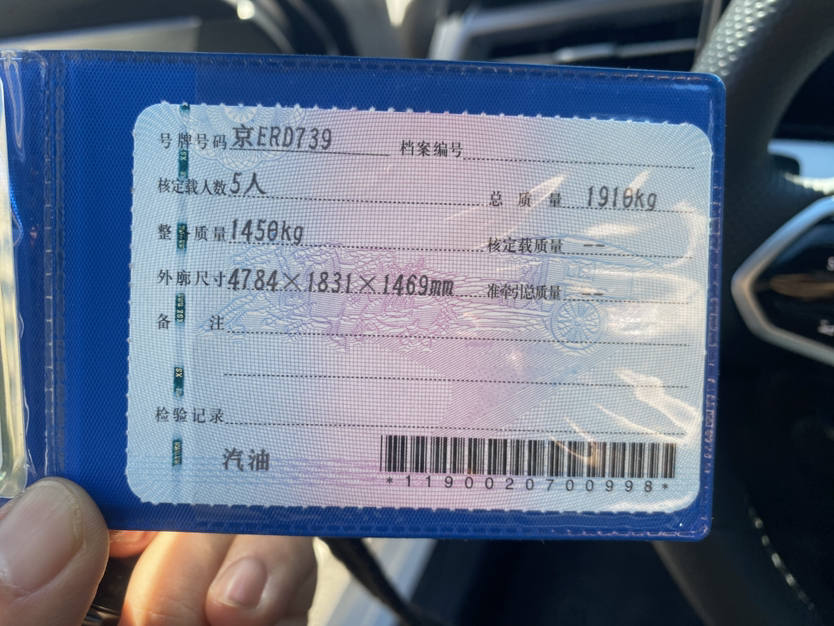 号牌号码 京ERD739 档案编号
核定载人数 5人 总质量 1910kg
整备质量 1450kg 核定载质量 --
外廓尺寸 4784×1831×1469mm 准牵引总质量 --
备注
检验记录
汽油
*1190020700998*